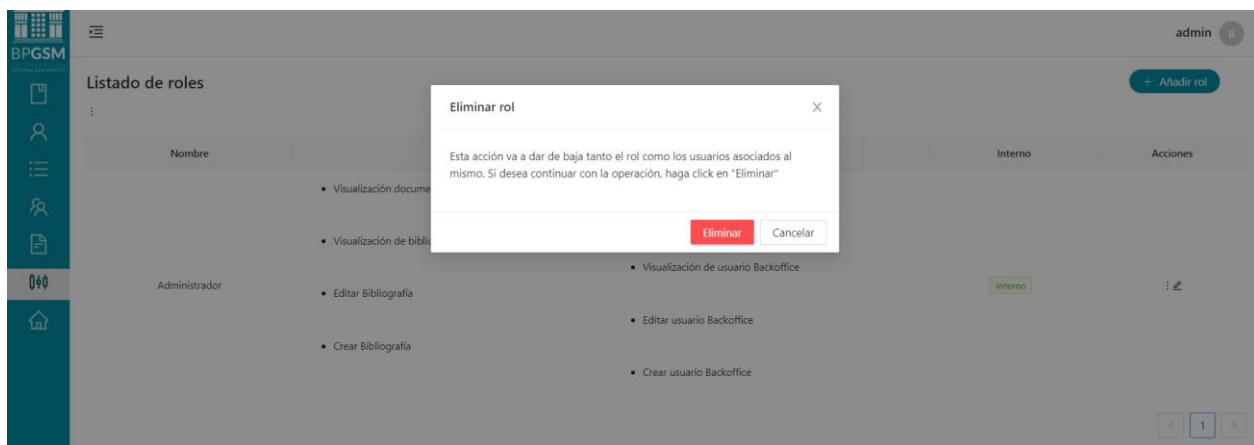 BPGSM
admin
B
Listado de roles
+ Añadir rol
Eliminar rol
Esta acción va a dar de baja tanto el rol como los usuarios asociados al
mismo. Si desea continuar con la operación, haga click en "Eliminar"
Eliminar
Cancelar
Nombre
Interno
Acciones
• Visualización docume
• Visualización de biblio
• Editar Bibliografía
• Crear Bibliografía
Administrador
• Visualización de usuario Backoffice
• Editar usuario Backoffice
• Crear usuario Backoffice
Interno
< 1 >